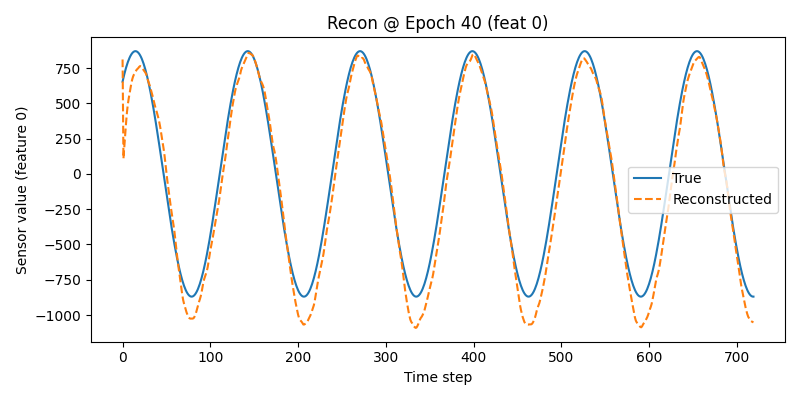 Recon @ Epoch 40 (feat 0)
Sensor value (feature 0)
750
500
250
0
−250
−500
−750
−1000
True
Reconstructed
0 100 200 300 400 500 600 700
Time step